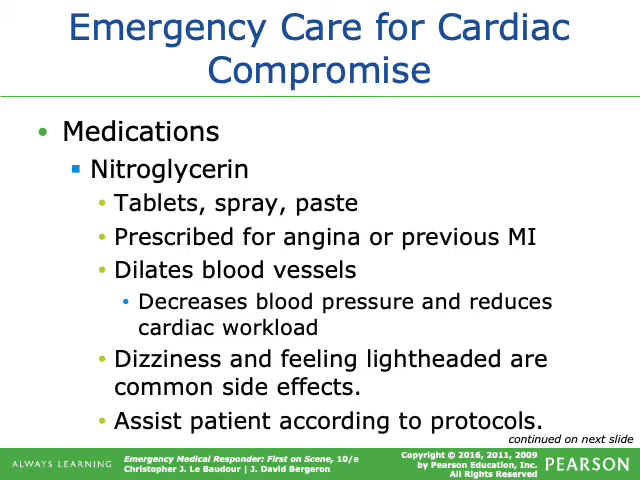 Emergency Care for Cardiac
Compromise
• Medications
▪ Nitroglycerin
• Tablets, spray, paste
• Prescribed for angina or previous MI
• Dilates blood vessels
• Decreases blood pressure and reduces
cardiac workload
• Dizziness and feeling lightheaded are
common side effects.
• Assist patient according to protocols.
continued on next slide
ALWAYS LEARNING
Emergency Medical Responder: First on Scene, 10/e
Christopher J. Le Baudour | J. David Bergeron
Copyright © 2016, 2011, 2009
by Pearson Education, Inc.
All Rights Reserved
PEARSON